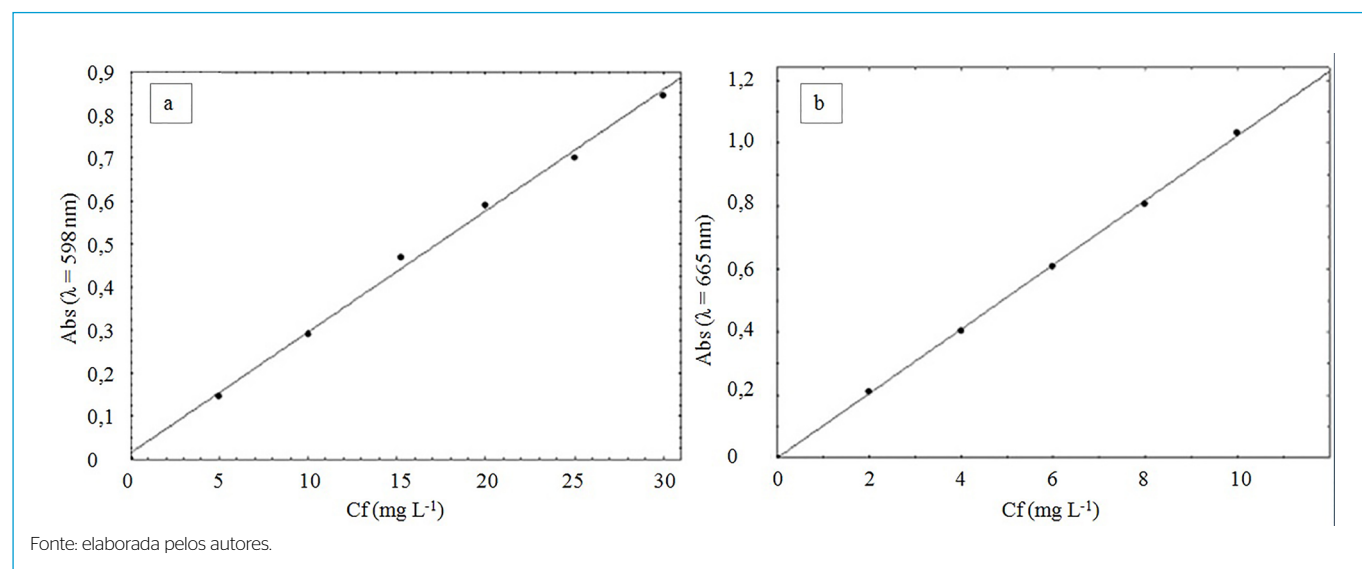 a
0,9
0,8
0,7
0,6
0,5
0,4
0,3
0,2
0,1
0
Abs (λ = 598 nm)
0 5 10 15 20 25 30
Cf (mg L-1)
b
1,2
1,0
0,8
0,6
0,4
0,2
0
Abs (λ = 665 nm)
0 2 4 6 8 10
Cf (mg L-1)
Fonte: elaborada pelos autores.